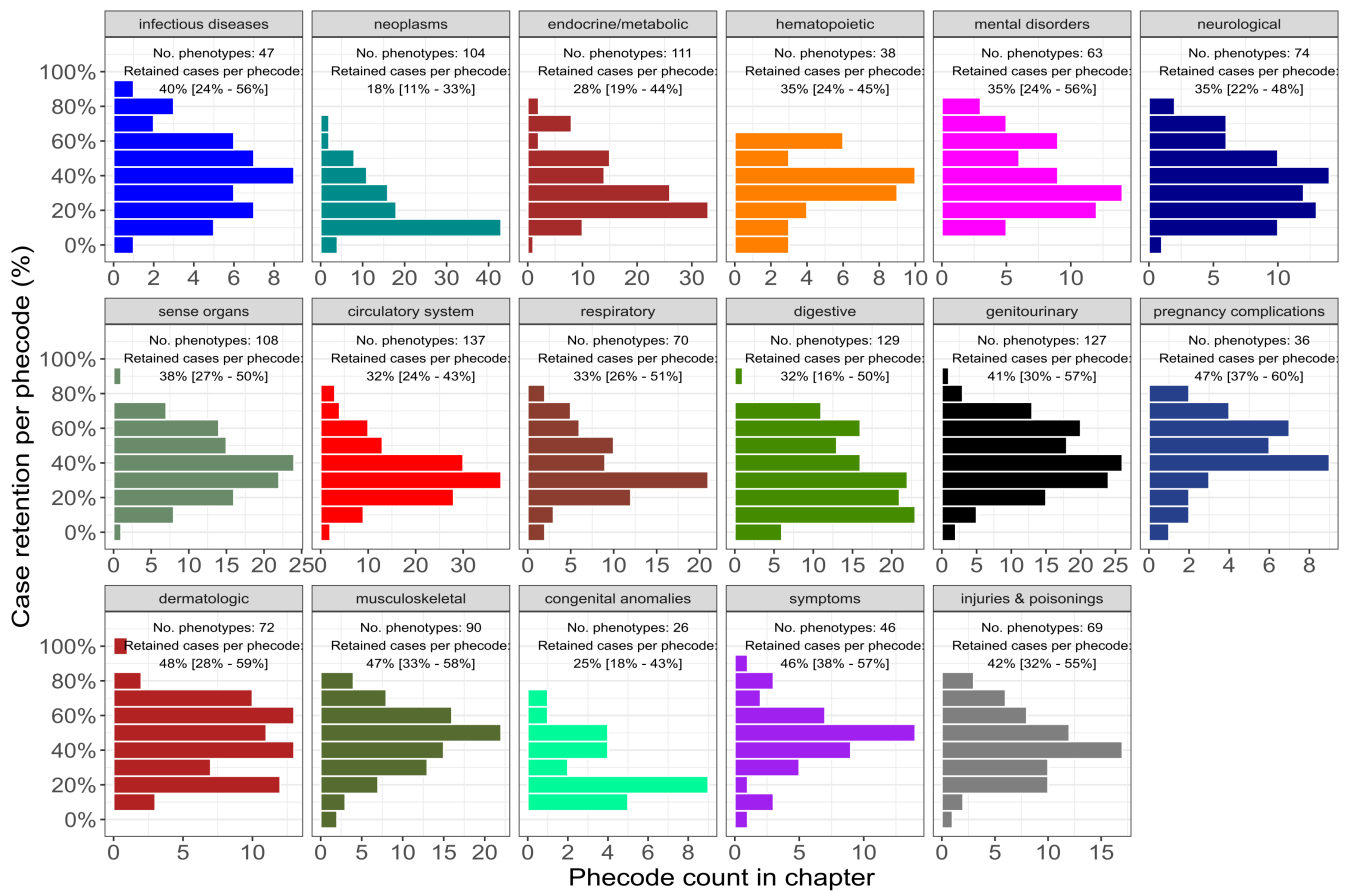 infectious diseases
neoplasms
endocrine/metabolic
hematopoietic
mental disorders
neurological
No. phenotypes: 47
Retained cases per phecode:
40% [24% - 56%]
No. phenotypes: 104
Retained cases per phecode:
18% [11% - 33%]
No. phenotypes: 111
Retained cases per phecode:
28% [19% - 44%]
No. phenotypes: 38
Retained cases per phecode:
35% [24% - 45%]
No. phenotypes: 63
Retained cases per phecode:
35% [24% - 56%]
No. phenotypes: 74
Retained cases per phecode:
35% [22% - 48%]
100%
80%
60%
40%
20%
0%
0 2 4 6 8
0 10 20 30 40
0 10 20 30
0 2 4 6 8 10
0 5 10
0 5 10
sense organs
circulatory system
respiratory
digestive
genitourinary
pregnancy complications
No. phenotypes: 108
Retained cases per phecode:
38% [27% - 50%]
No. phenotypes: 137
Retained cases per phecode:
32% [24% - 43%]
No. phenotypes: 70
Retained cases per phecode:
33% [26% - 51%]
No. phenotypes: 129
Retained cases per phecode:
32% [16% - 50%]
No. phenotypes: 127
Retained cases per phecode:
41% [30% - 57%]
No. phenotypes: 36
Retained cases per phecode:
47% [37% - 60%]
100%
80%
60%
40%
20%
0%
0 5 10 15 20 25
0 10 20 30
0 5 10 15 20
0 5 10 15 20
0 5 10 15 20 25
0 2 4 6 8
dermatologic
musculoskeletal
congenital anomalies
symptoms
injuries & poisonings
No. phenotypes: 72
Retained cases per phecode:
48% [28% - 59%]
No. phenotypes: 90
Retained cases per phecode:
47% [33% - 58%]
No. phenotypes: 26
Retained cases per phecode:
25% [18% - 43%]
No. phenotypes: 46
Retained cases per phecode:
46% [38% - 57%]
No. phenotypes: 69
Retained cases per phecode:
42% [32% - 55%]
100%
80%
60%
40%
20%
0%
0 5 10
0 5 10 15 20
0 2 4 6 8
0 5 10
0 5 10 15
Case retention per phecode (%)
Phecode count in chapter